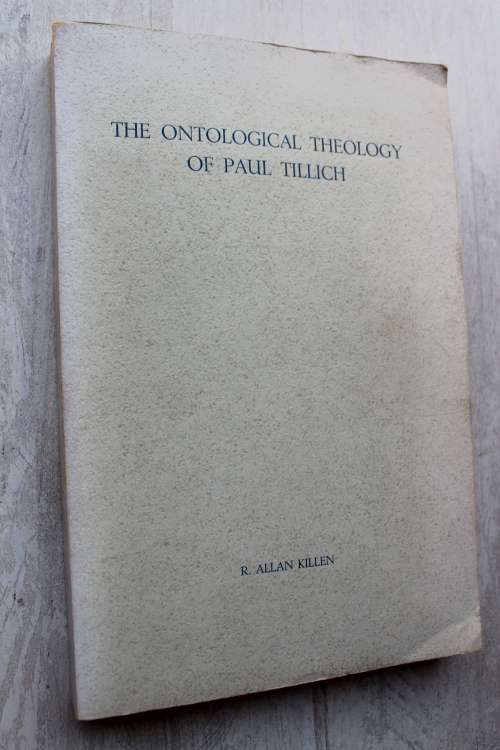 THE ONTOLOGICAL THEOLOGY
OF PAUL TILLICH
R. ALLAN KILLEN